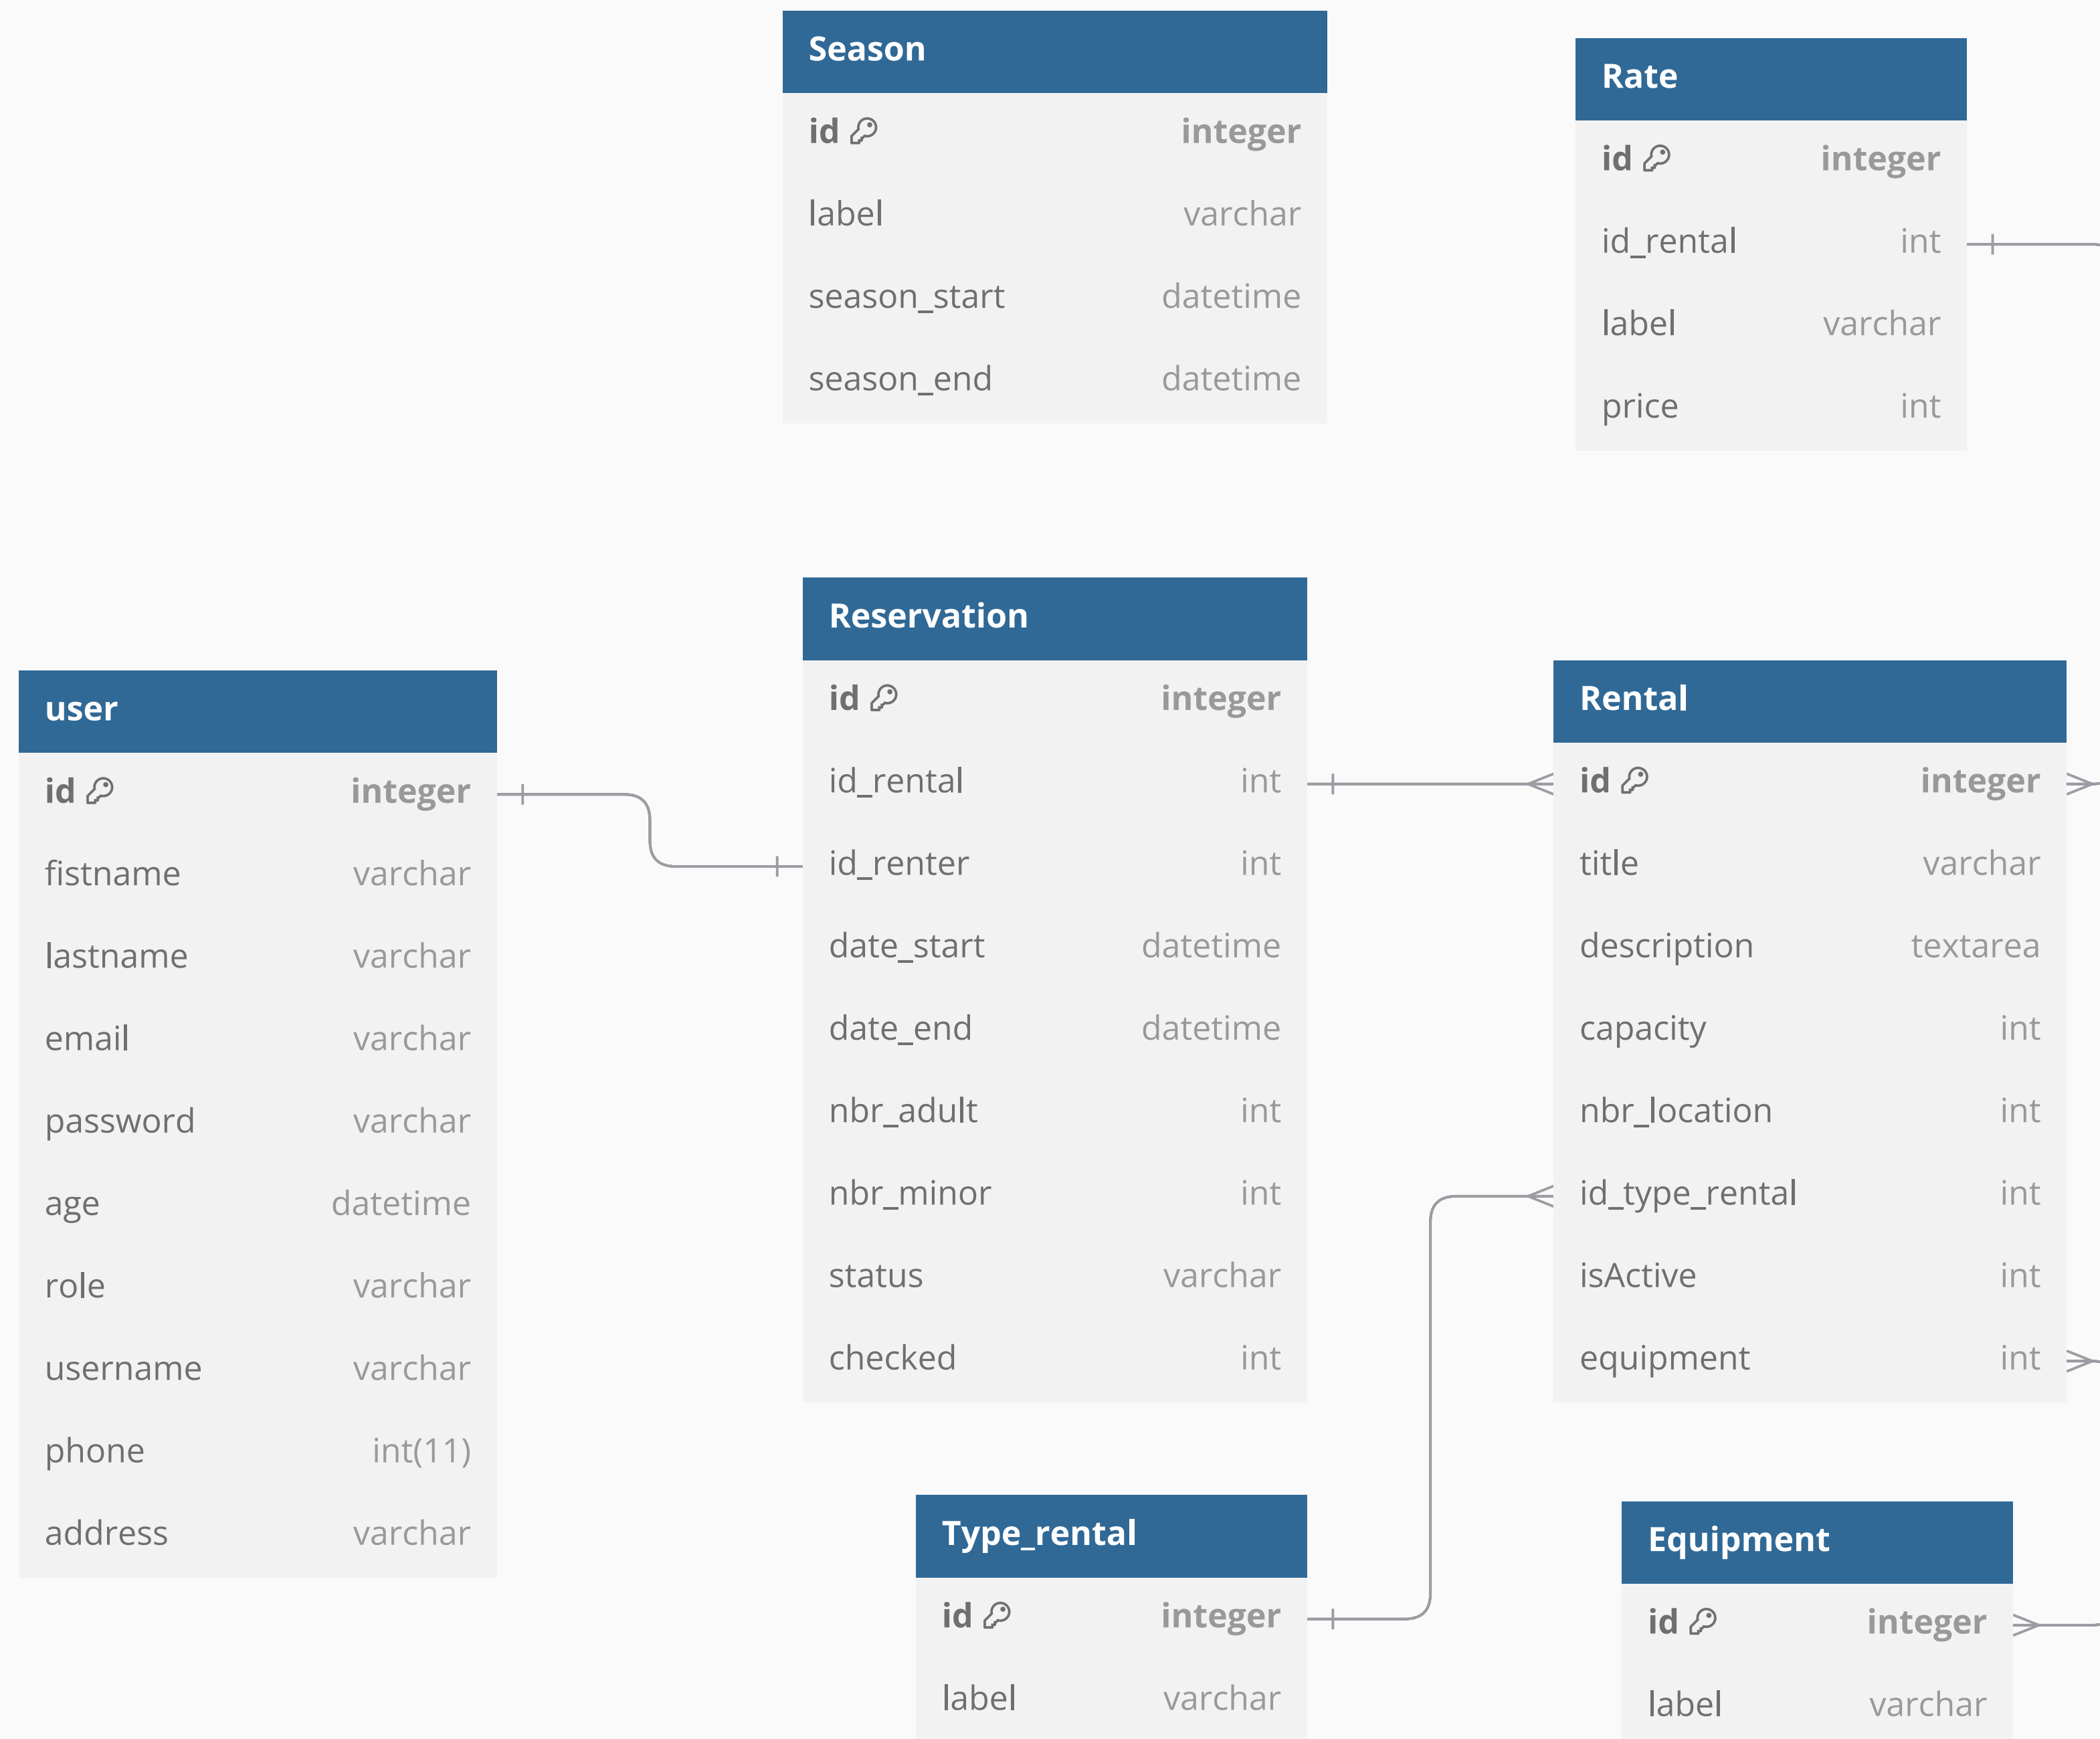 Season
id integer
label varchar
season_start datetime
season_end datetime
Rate
id integer
id_rental int
label varchar
price int
user
id integer
fistname varchar
lastname varchar
email varchar
password varchar
age datetime
role varchar
username varchar
phone int(11)
address varchar
Reservation
id integer
id_rental int
id_renter int
date_start datetime
date_end datetime
nbr_adult int
nbr_minor int
status varchar
checked int
Rental
id integer
title varchar
description textarea
capacity int
nbr_location int
id_type_rental int
isActive int
equipment int
Type_rental
id integer
label varchar
Equipment
id integer
label varchar